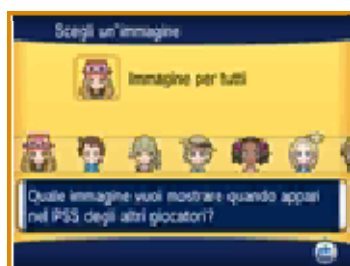 Scegli un'immagine
Immagine per tutti
Quale immagine vuoi mostrare quando appari
nel PSS degli altri giocatori?